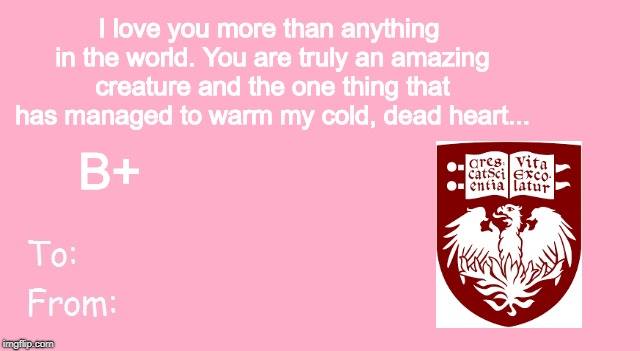 I love you more than anything
in the world. You are truly an amazing
creature and the one thing that
has managed to warm my cold, dead heart...
B+
Cres· Vita
catSci Exco·
entia latur
To:
From:
imgflip.com